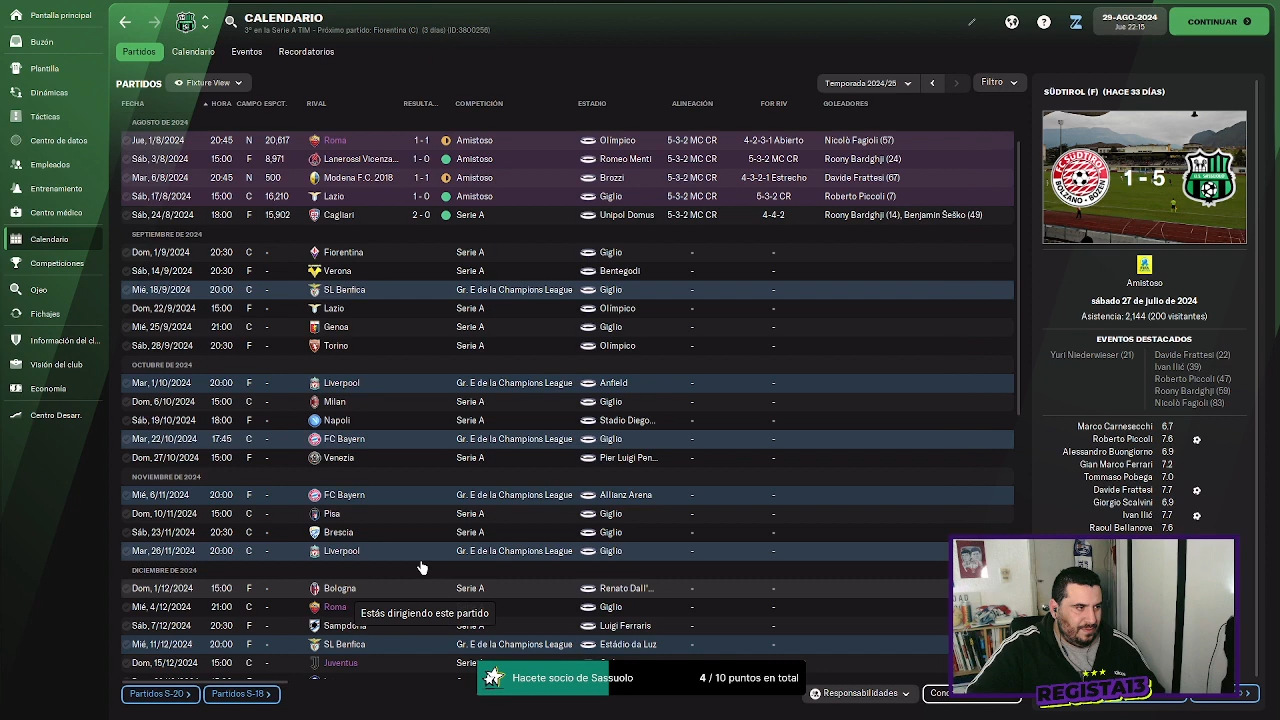 Pantalla principal
Buzón
Plantilla
Dinámicas
Tácticas
Centro de datos
Empleados
Entrenamiento
Centro médico
Calendario
Competiciones
Ojeo
Fichajes
Información del cl...
Visión del club
Economía
Centro Desarr.
CALENDARIO
3º en la Serie A TIM - Próximo partido: Fiorentina (C) (3 días) (ID:3800256)
29-AGO-2024
Jue 22:15
CONTINUAR
Partidos Calendario Eventos Recordatorios
PARTIDOS Fixture View Temporada 2024/25 Filtro
FECHA HORA CAMPO ESPCT. RIVAL RESULTA... COMPETICIÓN ESTADIO ALINEACIÓN FOR RIV GOLEADORES
AGOSTO DE 2024
Jue, 1/8/2024 20:45 N 20,617 Roma 1 - 1 Amistoso Olímpico 5-3-2 MC CR 4-2-3-1 Abierto Nicolò Fagioli (57)
Sáb, 3/8/2024 15:00 F 8,971 Lanerossi Vicenza... 1 - 0 Amistoso Romeo Menti 5-3-2 MC CR 5-3-2 MC CR Roony Bardghji (24)
Mar, 6/8/2024 20:45 N 500 Modena F.C. 2018 1 - 1 Amistoso Brozzi 5-3-2 MC CR 4-3-2-1 Estrecho Davide Frattesi (67)
Sáb, 17/8/2024 15:00 C 16,210 Lazio 1 - 0 Amistoso Giglio 5-3-2 MC CR 5-3-2 CR Roberto Piccoli (7)
Sáb, 24/8/2024 18:00 F 15,902 Cagliari 2 - 0 Serie A Unipol Domus 5-3-2 MC CR 4-4-2 Roony Bardghji (14), Benjamin Šeško (49)
SEPTIEMBRE DE 2024
Dom, 1/9/2024 20:30 C - Fiorentina Serie A Giglio - -
Sáb, 14/9/2024 20:30 F - Verona Serie A Bentegodi - -
Mié, 18/9/2024 20:00 C - SL Benfica Gr. E de la Champions League Giglio - -
Dom, 22/9/2024 15:00 F - Lazio Serie A Olímpico - -
Mié, 25/9/2024 21:00 C - Genoa Serie A Giglio - -
Sáb, 28/9/2024 20:30 F - Torino Serie A Olímpico - -
OCTUBRE DE 2024
Mar, 1/10/2024 20:00 F - Liverpool Gr. E de la Champions League Anfield - -
Dom, 6/10/2024 15:00 C - Milan Serie A Giglio - -
Sáb, 19/10/2024 18:00 F - Napoli Serie A Stadio Diego... - -
Mar, 22/10/2024 17:45 C - FC Bayern Gr. E de la Champions League Giglio - -
Dom, 27/10/2024 15:00 F - Venezia Serie A Pier Luigi Pen... - -
NOVIEMBRE DE 2024
Mié, 6/11/2024 20:00 F - FC Bayern Gr. E de la Champions League Allianz Arena - -
Dom, 10/11/2024 15:00 C - Pisa Serie A Giglio - -
Sáb, 23/11/2024 20:30 C - Brescia Serie A Giglio - -
Mar, 26/11/2024 20:00 C - Liverpool Gr. E de la Champions League Giglio - -
DICIEMBRE DE 2024
Dom, 1/12/2024 15:00 F - Bologna Serie A Renato Dall'... - -
Mié, 4/12/2024 21:00 C - Roma Serie A Giglio - -
Estás dirigiendo este partido
Sáb, 7/12/2024 20:30 F - Sampdoria Serie A Luigi Ferraris - -
Mié, 11/12/2024 20:00 F - SL Benfica Gr. E de la Champions League Estádio da Luz - -
Dom, 15/12/2024 15:00 C - Juventus Serie
Hacete socio de Sassuolo 4 / 10 puntos en total
Partidos S-20 Partidos S-18 Responsabilidades
SÜDTIROL (F) (HACE 33 DÍAS)
FC SÜDTIROL
BOLZANO - BOZEN
1 - 5
U.S. SASSUOLO
Amistoso
sábado 27 de julio de 2024
Asistencia: 2,144 (200 visitantes)
EVENTOS DESTACADOS
Yuri Niederwieser (21) Davide Frattesi (22)
Ivan Ilić (39)
Roberto Piccoli (47)
Roony Bardghji (59)
Nicolò Fagioli (83)
Marco Carnesecchi 6.7
Roberto Piccoli 7.6
Alessandro Buongiorno 6.9
Gian Marco Ferrari 7.2
Tommaso Pobega 7.0
Davide Frattesi 7.7
Giorgio Scalvini 6.9
Ivan Ilić 7.7
Raoul Bellanova 7.6
REGISTA13